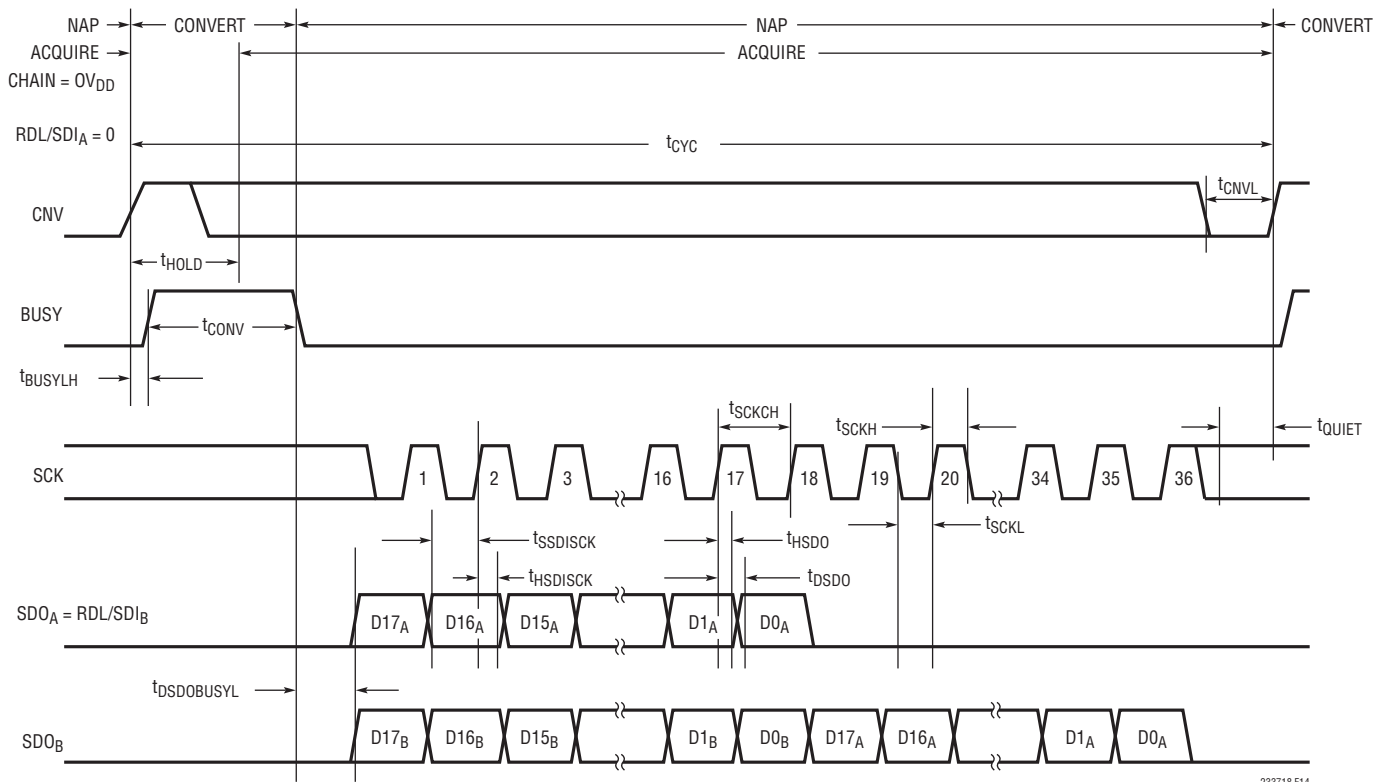 NAP CONVERT NAP CONVERT
ACQUIRE ACQUIRE
CHAIN = OVDD
RDL/SDIA = 0
tCYC
tCNVL
CNV
tHOLD
BUSY
tCONV
tBUSYLH
tSCKCH
tSCKH
tQUIET
SCK 1 2 3 16 17 18 19 20 34 35 36
tSSDISCK tHSDO tSCKL
tHSDISCK tDSDO
SDOA = RDL/SDIB D17A D16A D15A D1A D0A
tDSDOBUSYL
SDOB D17B D16B D15B D1B D0B D17A D16A D1A D0A
233718 F14